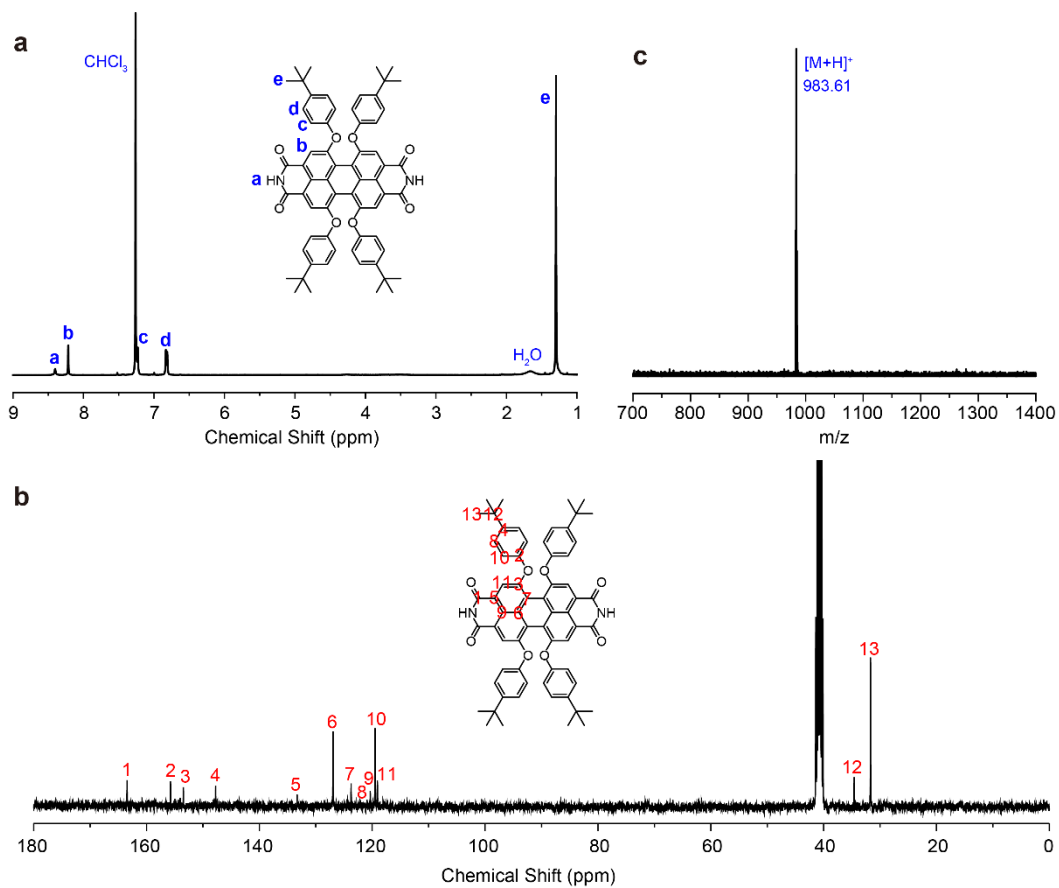 a
CHCl₃
e
d
c
b
a
O
O
O
O
HN
NH
O
O
O
O
a
b
c
d
H₂O
e
9 8 7 6 5 4 3 2 1
Chemical Shift (ppm)
c
[M+H]⁺
983.61
700 800 900 1000 1100 1200 1300 1400
m/z
b
13 12
4
8
10 2
O
O
11 3
O
O
1 5 7
HN
9 6
NH
O
O
O
O
1
2
3
4
5
6
7
8
9
10
11
12
13
180 160 140 120 100 80 60 40 20 0
Chemical Shift (ppm)